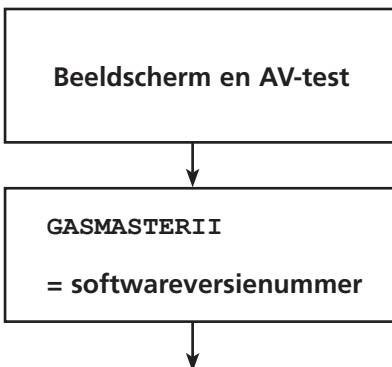 Beeldscherm en AV-test
GASMASTERII
= softwareversienummer